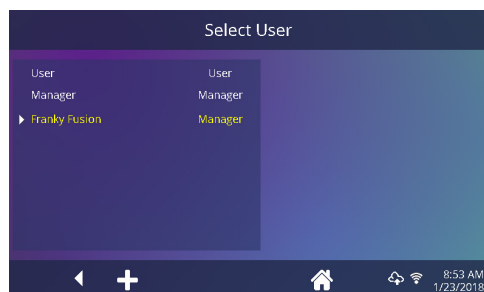 Select User
User User
Manager Manager
Franky Fusion Manager
8:53 AM
1/23/2018